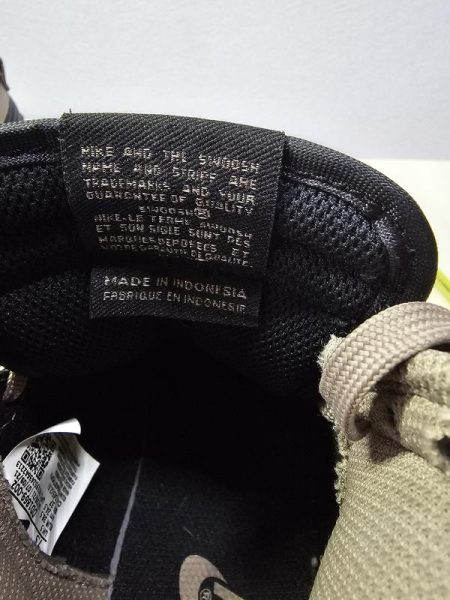 NIKE AND THE SWOOSH
NAME AND STRIPE ARE
TRADEMARKS AND YOUR
GUARANTEE OF QUALITY
SWOOSH®
NIKE-LE TERME SWOOSH
ET SON SIGLE SONT DES
MARQUES DEPOSEES ET
VOTRE GARANTIE DE QUALITE.
MADE IN INDONESIA
FABRIQUE EN INDONESIE
®